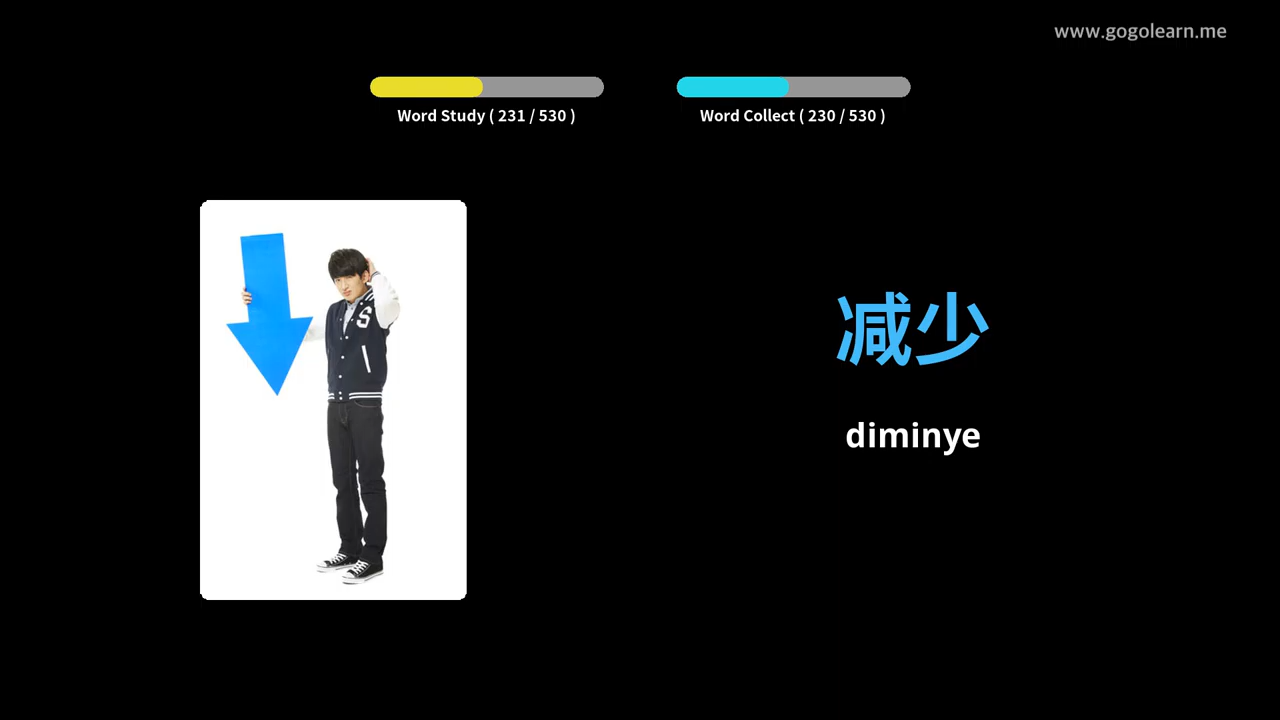 www.gogolearn.me
Word Study ( 231 / 530 )
Word Collect ( 230 / 530 )
S
减少
diminye